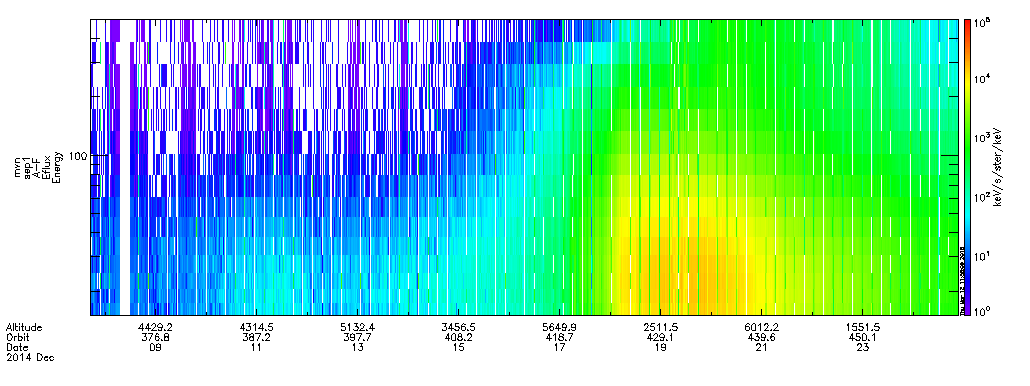 mvn
sep1
A-F
Eflux
Energy
100
10^6
10^4
10^3
10^2
10^1
10^0
keV/s/ster/keV
Altitude 4429.2 4314.5 5132.4 3456.5 5649.9 2511.5 6012.2 1551.5
Orbit 376.8 387.2 397.7 408.2 418.7 429.1 439.6 450.1
Date 09 11 13 15 17 19 21 23
2014 Dec